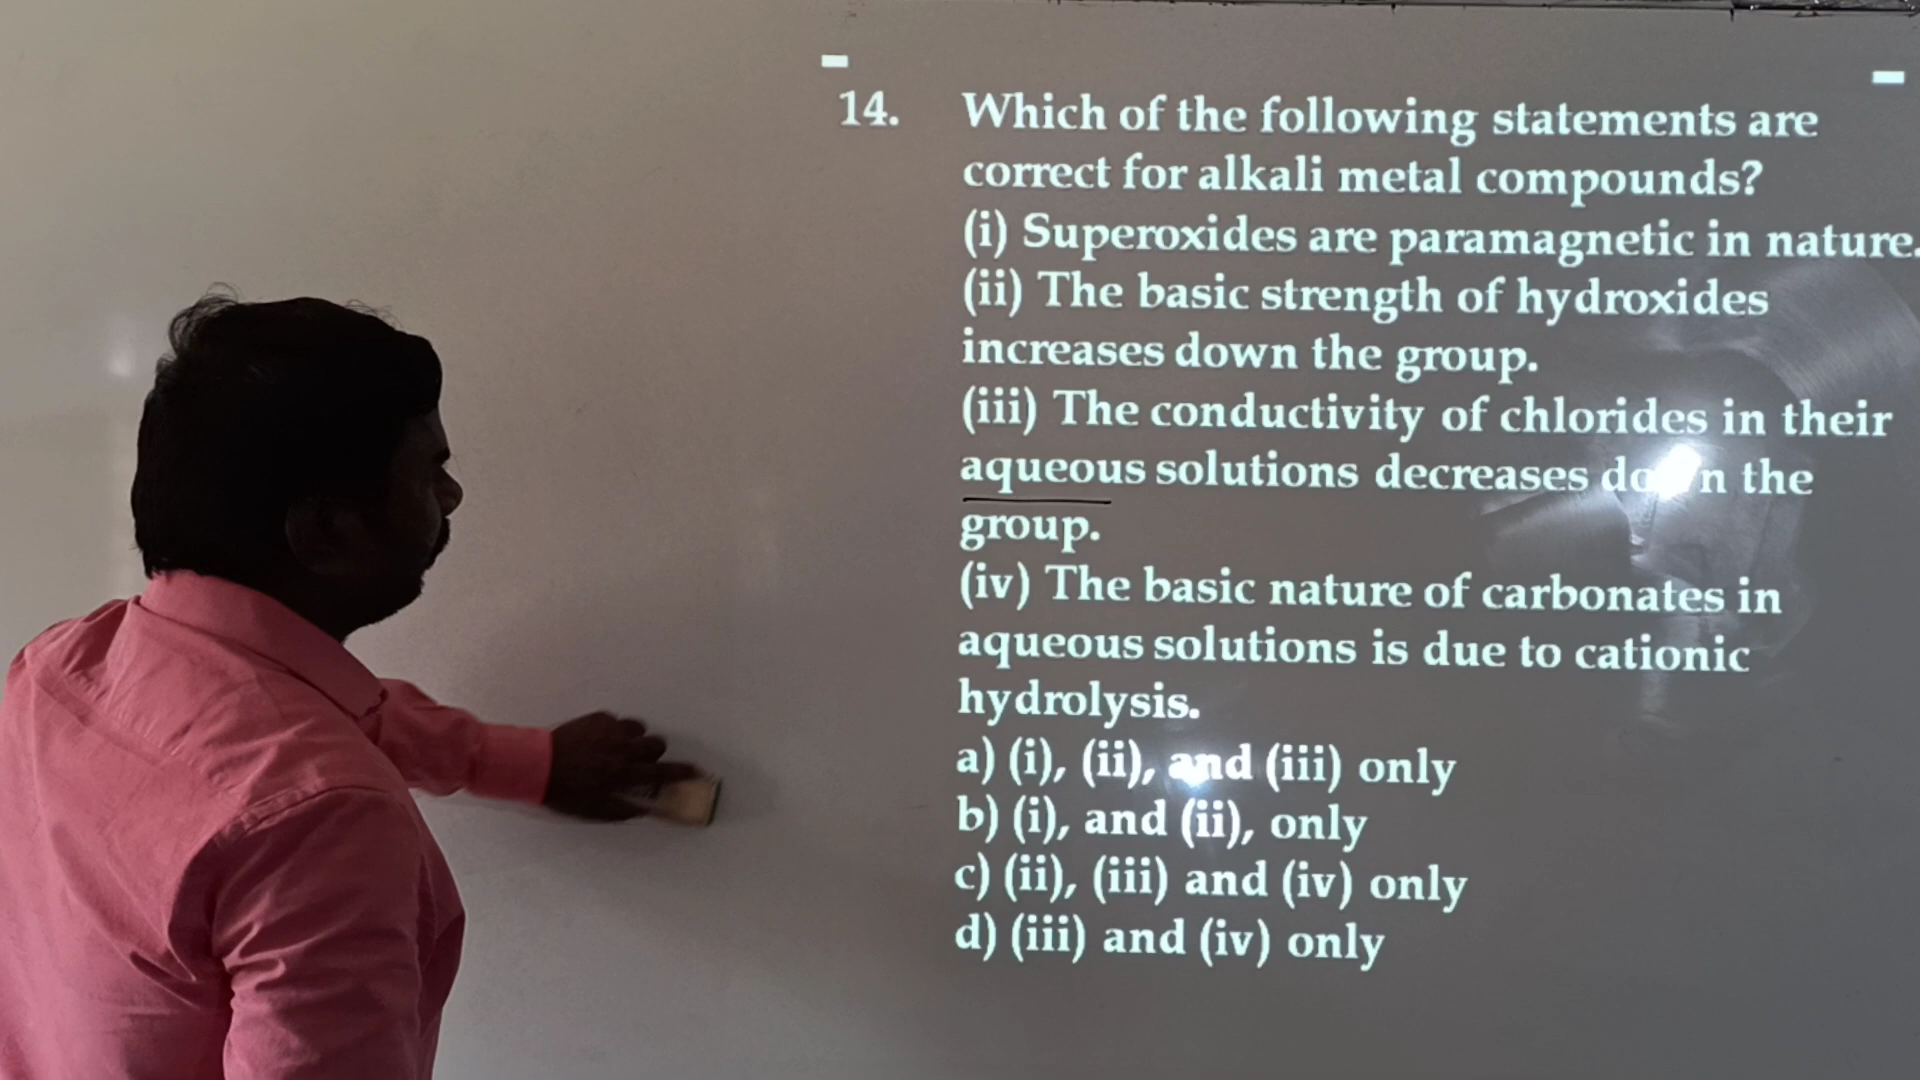 14. Which of the following statements are
correct for alkali metal compounds?
(i) Superoxides are paramagnetic in nature.
(ii) The basic strength of hydroxides
increases down the group.
(iii) The conductivity of chlorides in their
aqueous solutions decreases down the
group.
(iv) The basic nature of carbonates in
aqueous solutions is due to cationic
hydrolysis.
a) (i), (ii), and (iii) only
b) (i), and (ii), only
c) (ii), (iii) and (iv) only
d) (iii) and (iv) only